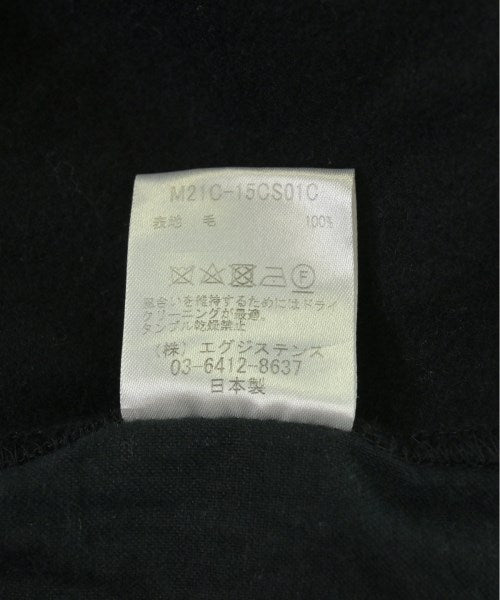 M21C-15CS01C
表地 毛 100%
F
風合いを維持するためにはドライ
クリーニングが最適。
タンブル乾燥禁止
(株) エグジステンス
03-6412-8637
日本製